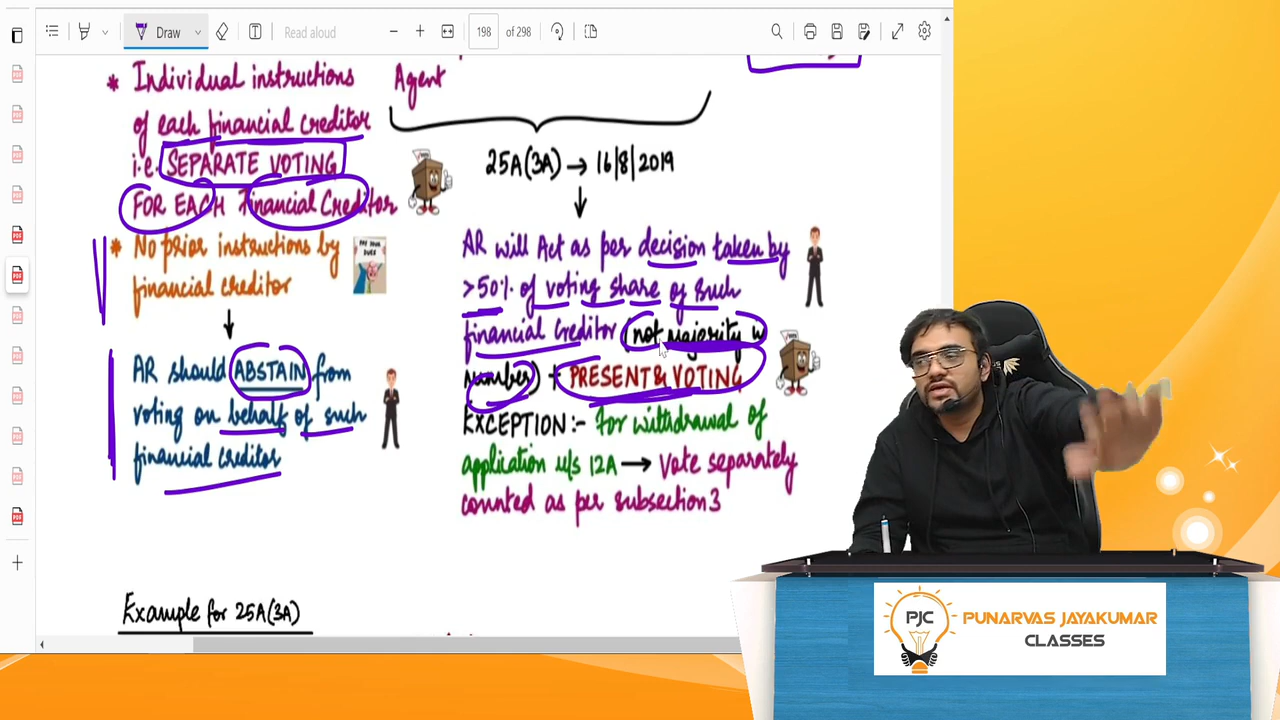 Draw
Read aloud
198 of 298
* Individual instructions
of each financial creditor
i.e. SEPARATE VOTING
FOR EACH Financial Creditor
* No prior instructions by
financial creditor
AR should ABSTAIN from
voting on behalf of such
financial creditor
Agent
25A(3A) → 16/8/2019
AR will Act as per decision taken by
>50% of voting share of such
financial Creditor (not majority in
number) + PRESENT & VOTING
EXCEPTION:- For withdrawal of
application u/s 12A → Vote separately
counted as per subsection 3
Example for 25A(3A)
PJC
PUNARVAS JAYAKUMAR
CLASSES